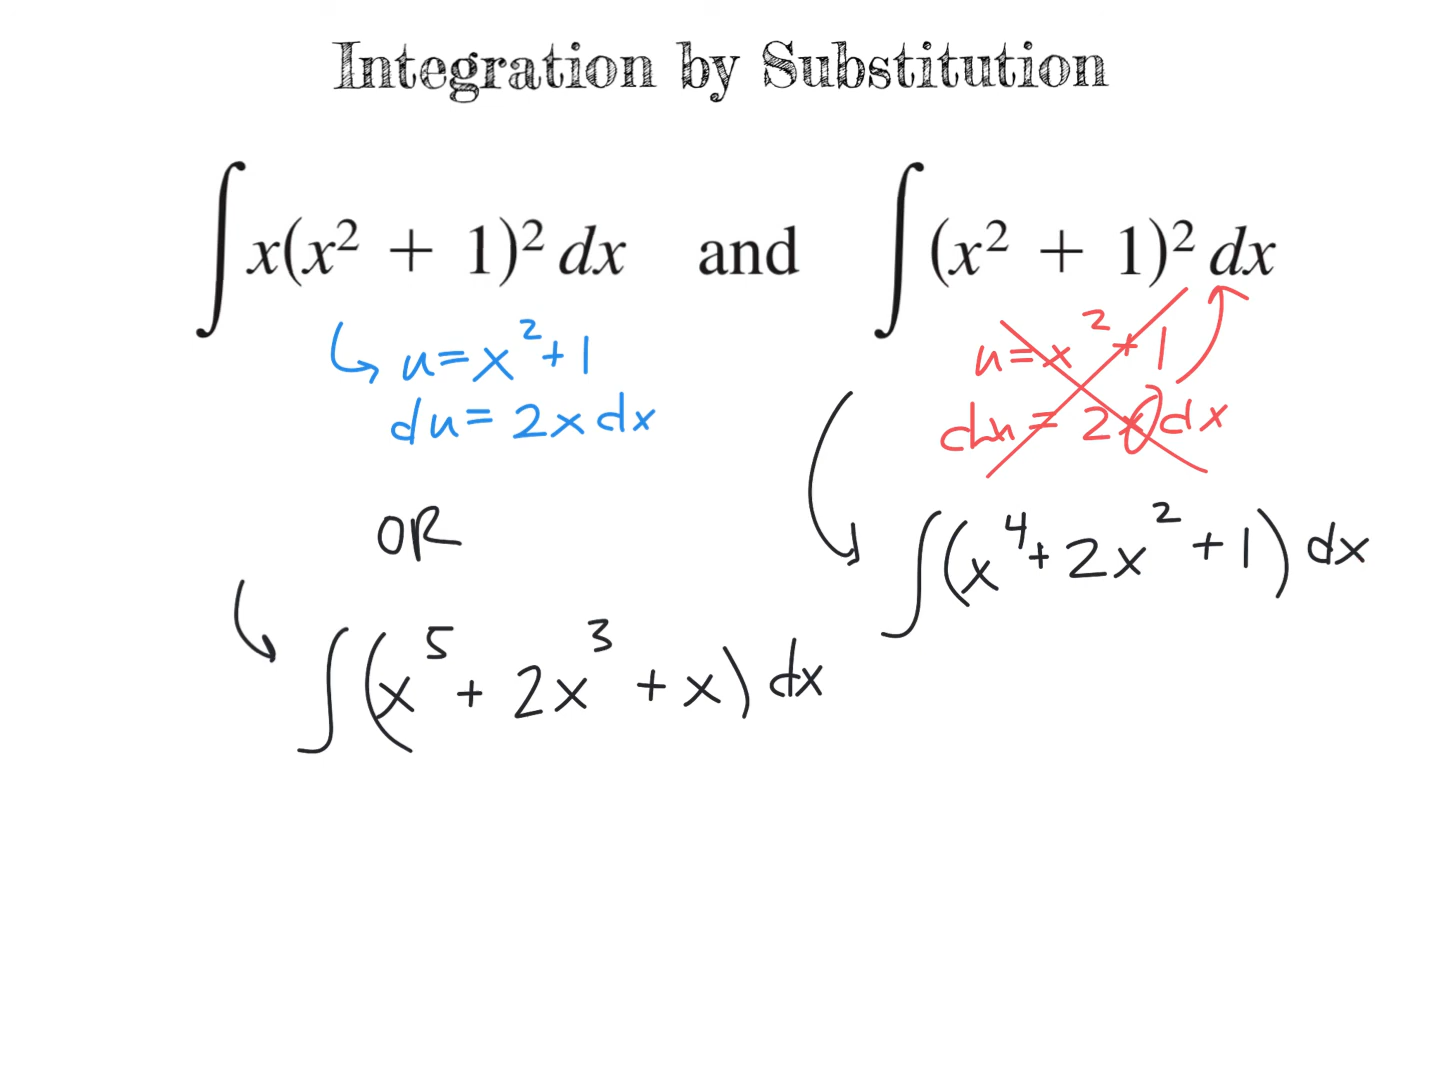 Integration by Substitution
∫ x(x² + 1)² dx and ∫ (x² + 1)² dx
u = x² + 1
du = 2x dx
u = x² + 1
du = 2x dx
OR
∫ (x⁴ + 2x² + 1) dx
∫ (x⁵ + 2x³ + x) dx